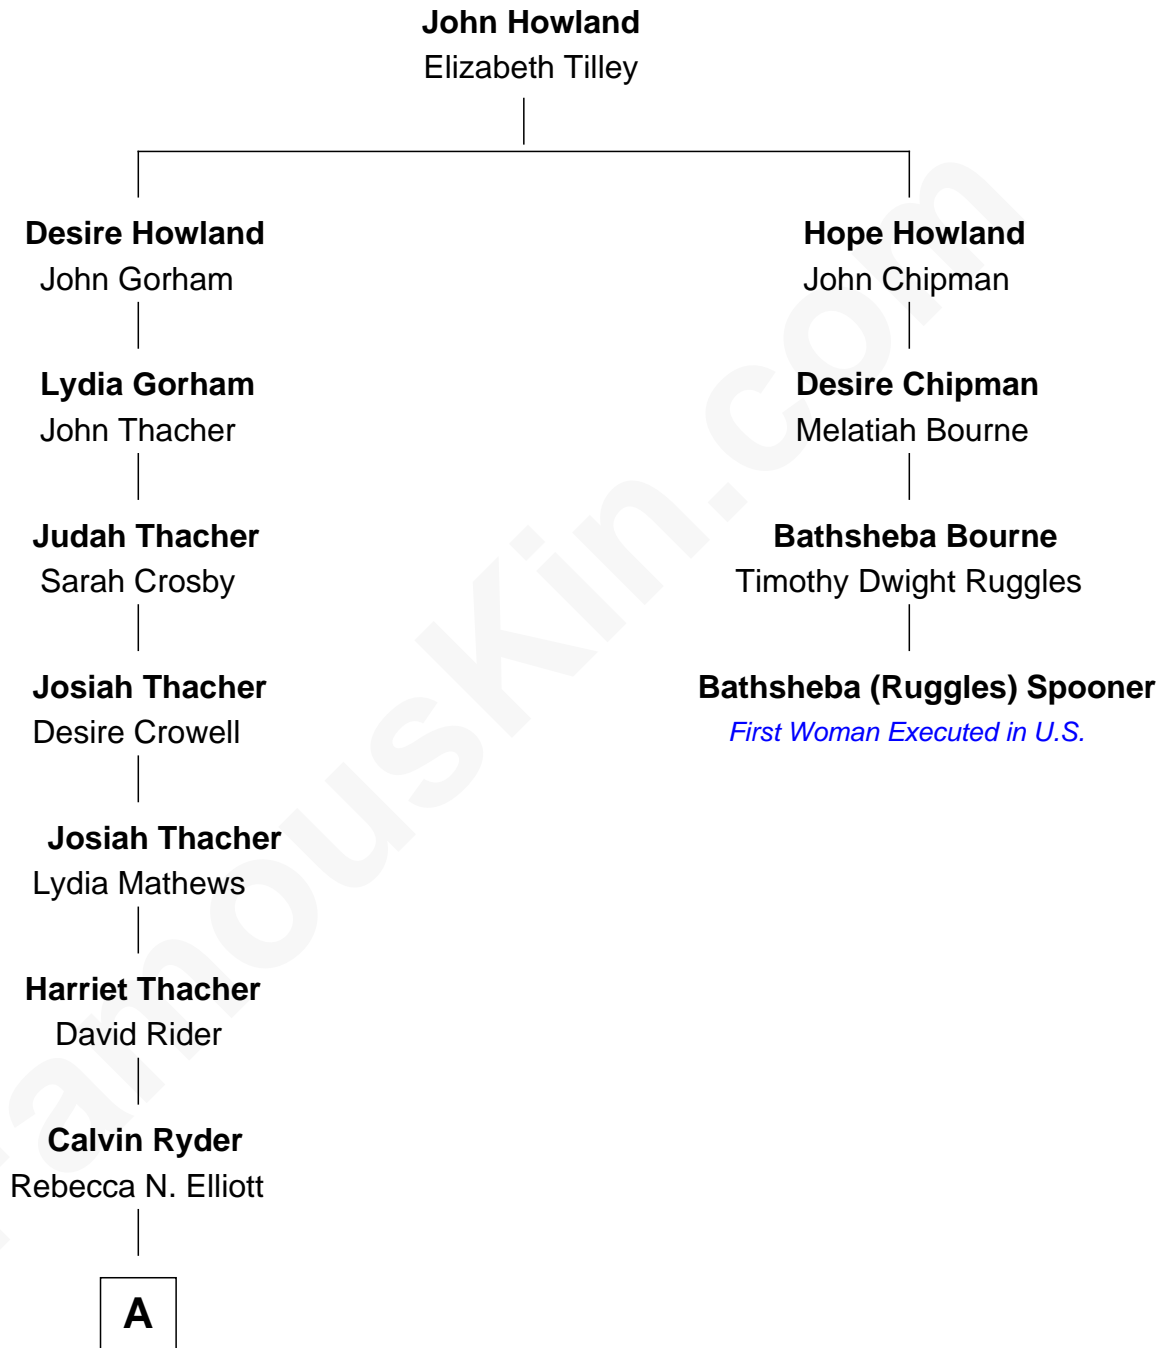 John Howland
Elizabeth Tilley
Desire Howland
John Gorham
Hope Howland
John Chipman
Lydia Gorham
John Thacher
Desire Chipman
Melatiah Bourne
Judah Thacher
Sarah Crosby
Bathsheba Bourne
Timothy Dwight Ruggles
Josiah Thacher
Desire Crowell
Bathsheba (Ruggles) Spooner
First Woman Executed in U.S.
Josiah Thacher
Lydia Mathews
Harriet Thacher
David Rider
Calvin Ryder
Rebecca N. Elliott
A
FamousKin.com